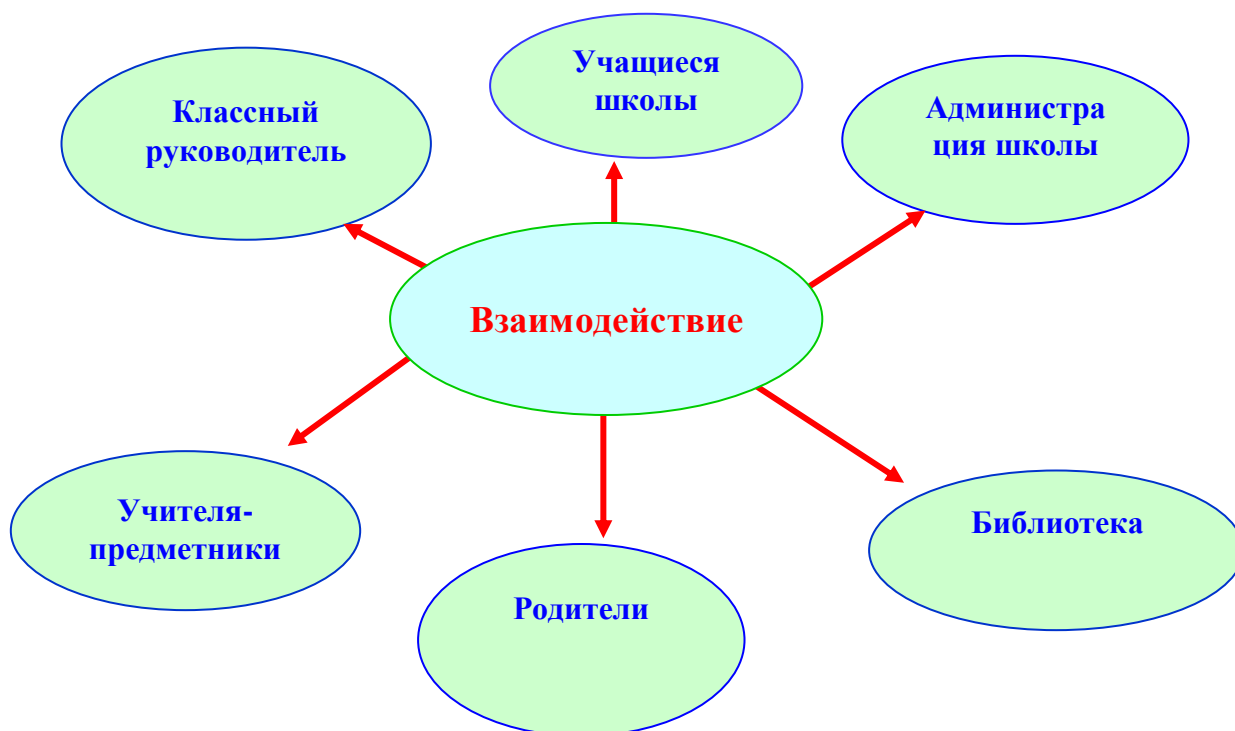 Учащиеся
школы
Классный
руководитель
Администра
ция школы
Взаимодействие
Учителя-
предметники
Библиотека
Родители